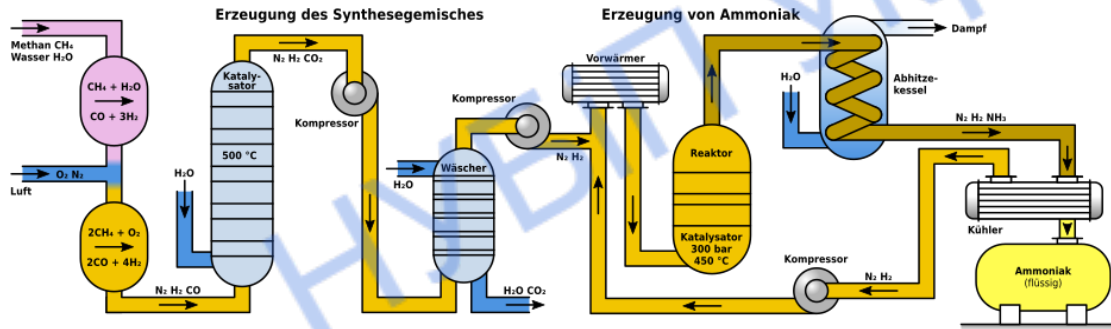 Erzeugung des Synthesegemisches
Erzeugung von Ammoniak
Methan CH₄
Wasser H₂O
CH₄ + H₂O
CO + 3H₂
Luft
O₂ N₂
2CH₄ + O₂
2CO + 4H₂
N₂ H₂ CO
H₂O
Kataly-
sator
500 °C
N₂ H₂ CO₂
Kompressor
H₂O
Wäscher
H₂O CO₂
Kompressor
N₂ H₂
Vorwärmer
Reaktor
Katalysator
300 bar
450 °C
H₂O
Dampf
Abhitze-
kessel
N₂ H₂ NH₃
Kühler
N₂ H₂
Kompressor
Ammoniak
(flüssig)
НУБІП У